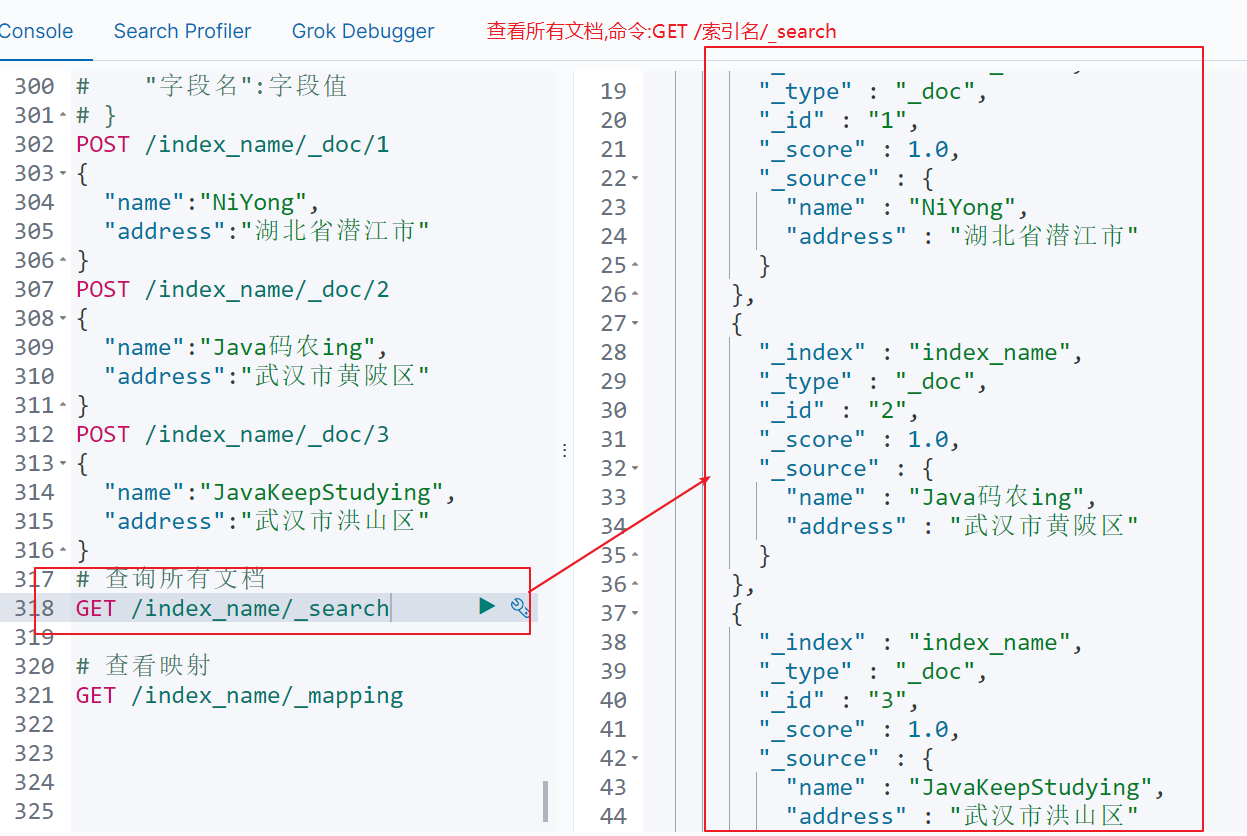 Console Search Profiler Grok Debugger 查看所有文档,命令:GET /索引名/_search
300 # "字段名":字段值
301 # }
302 POST /index_name/_doc/1
303 {
304 "name":"NiYong",
305 "address":"湖北省潜江市"
306 }
307 POST /index_name/_doc/2
308 {
309 "name":"Java码农ing",
310 "address":"武汉市黄陂区"
311 }
312 POST /index_name/_doc/3
313 {
314 "name":"JavaKeepStudying",
315 "address":"武汉市洪山区"
316 }
317 # 查询所有文档
318 GET /index_name/_search
319
320 # 查看映射
321 GET /index_name/_mapping
322
323
324
325
19 "_type" : "_doc",
20 "_id" : "1",
21 "_score" : 1.0,
22 "_source" : {
23 "name" : "NiYong",
24 "address" : "湖北省潜江市"
25 }
26 },
27 {
28 "_index" : "index_name",
29 "_type" : "_doc",
30 "_id" : "2",
31 "_score" : 1.0,
32 "_source" : {
33 "name" : "Java码农ing",
34 "address" : "武汉市黄陂区"
35 }
36 },
37 {
38 "_index" : "index_name",
39 "_type" : "_doc",
40 "_id" : "3",
41 "_score" : 1.0,
42 "_source" : {
43 "name" : "JavaKeepStudying",
44 "address" : "武汉市洪山区"